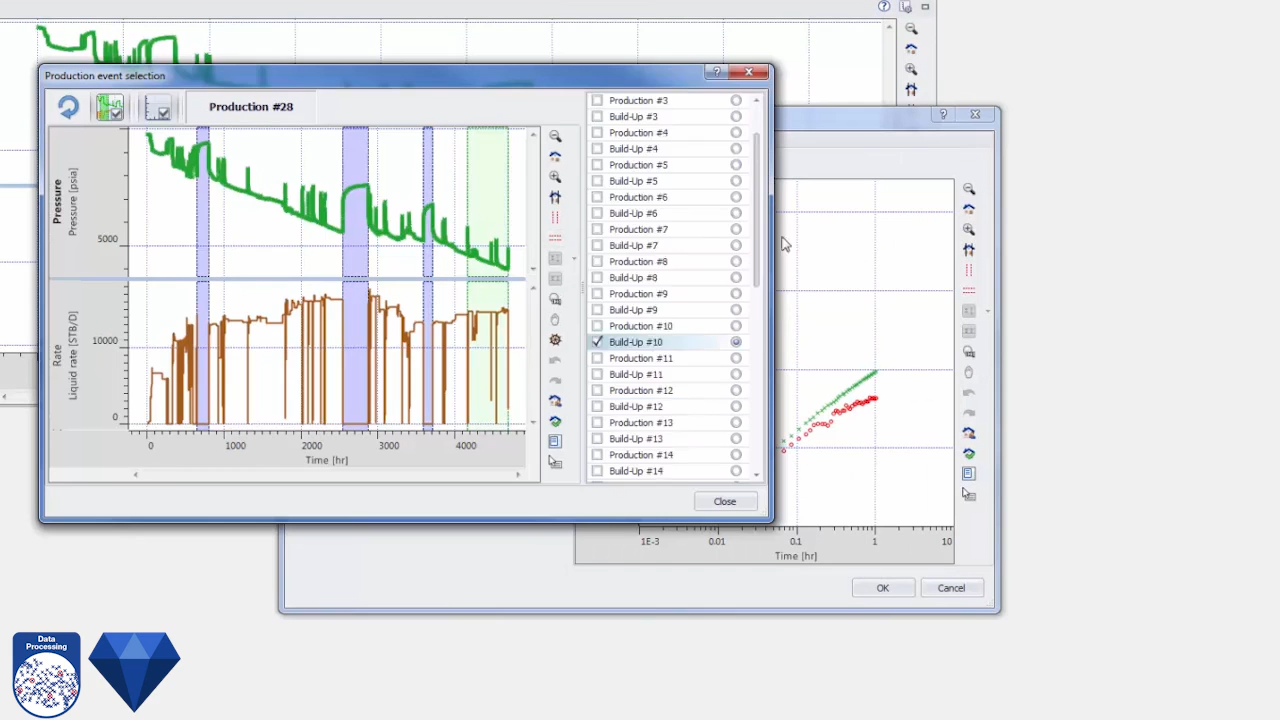 Production event selection
Production #28
Pressure
Pressure [psia]
5000
Rate
Liquid rate [STB/D]
10000
0
0
1000
2000
3000
4000
Time [hr]
Production #3
Build-Up #3
Production #4
Build-Up #4
Production #5
Build-Up #5
Production #6
Build-Up #6
Production #7
Build-Up #7
Production #8
Build-Up #8
Production #9
Build-Up #9
Production #10
Build-Up #10
Production #11
Build-Up #11
Production #12
Build-Up #12
Production #13
Build-Up #13
Production #14
Build-Up #14
Close
1E-3
0.01
0.1
1
10
Time [hr]
OK
Cancel
Data
Processing